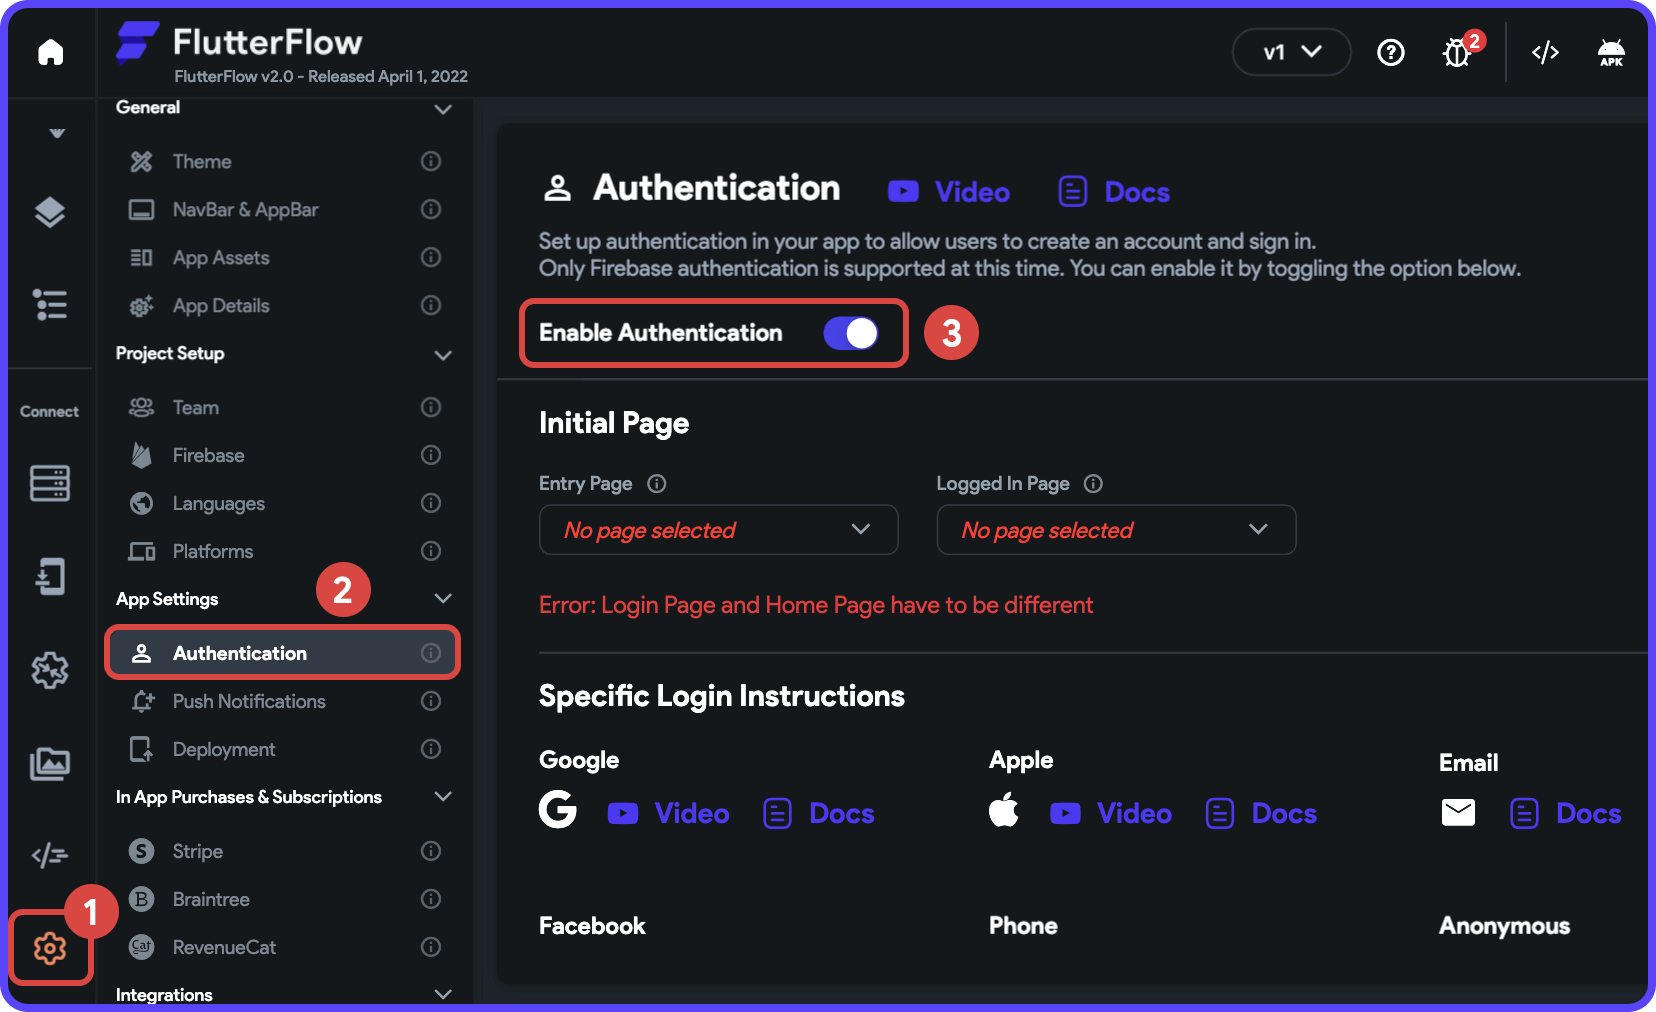 FlutterFlow
FlutterFlow v2.0 - Released April 1, 2022
v1
2
APK
General
Theme
NavBar & AppBar
App Assets
App Details
Project Setup
Connect
Team
Firebase
Languages
Platforms
App Settings
2
Authentication
Push Notifications
Deployment
In App Purchases & Subscriptions
S
Stripe
B
Braintree
Cat
RevenueCat
1
Integrations
Authentication
Video
Docs
Set up authentication in your app to allow users to create an account and sign in.
Only Firebase authentication is supported at this time. You can enable it by toggling the option below.
Enable Authentication
3
Initial Page
Entry Page
Logged In Page
No page selected
No page selected
Error: Login Page and Home Page have to be different
Specific Login Instructions
Google
Apple
Email
G
Video
Docs
Video
Docs
Docs
Facebook
Phone
Anonymous